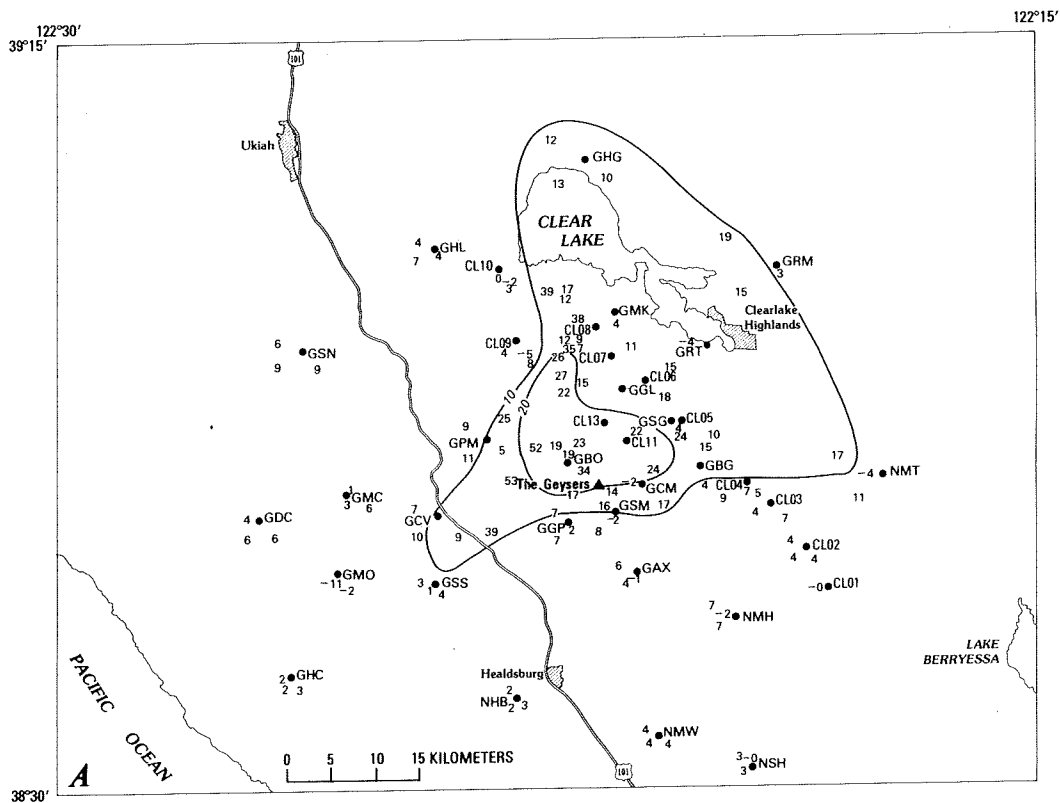 122°30' 122°15'
39°15'
101
Ukiah
12
GHG
13 10
CLEAR
LAKE
4 GHL
7 4
19
GRM
3
CL10
0 -2
3
39 17
12
15
38 GMK
4
Clearlake
Highlands
CL08
CL09
4 -5
8
12 9
35 7
26 CL07
11
-4
GRT
6
GSN
9 9
10
20
27 15
22
CL06
15
GGL 18
25
9
GPM
11 5
CL13
GSG CL05
4
24
10
15
22
CL11
52 19 23
19
GBO
34
24
GBG
4
17
-4 NMT
11
53
The Geysers
17 14
-2
GCM
CL04
7
9
5
CL03
4 7
1
GMC
3 6
7
GCV
10 9
39
16 GSM
-2
17
7
GGP 2
7
8
4 GDC
6 6
4 CL02
4 4
GMO
-11 -2
3 GSS
1 4
6 GAX
4 -1
-0 CL01
7 -2 NMH
7
LAKE
BERRYESSA
PACIFIC
OCEAN
2 GHC
2 3
Healdsburg
2
NHB 2 3
4 NMW
4 4
3 -0 NSH
3
A
0 5 10 15 KILOMETERS
101
38°30'